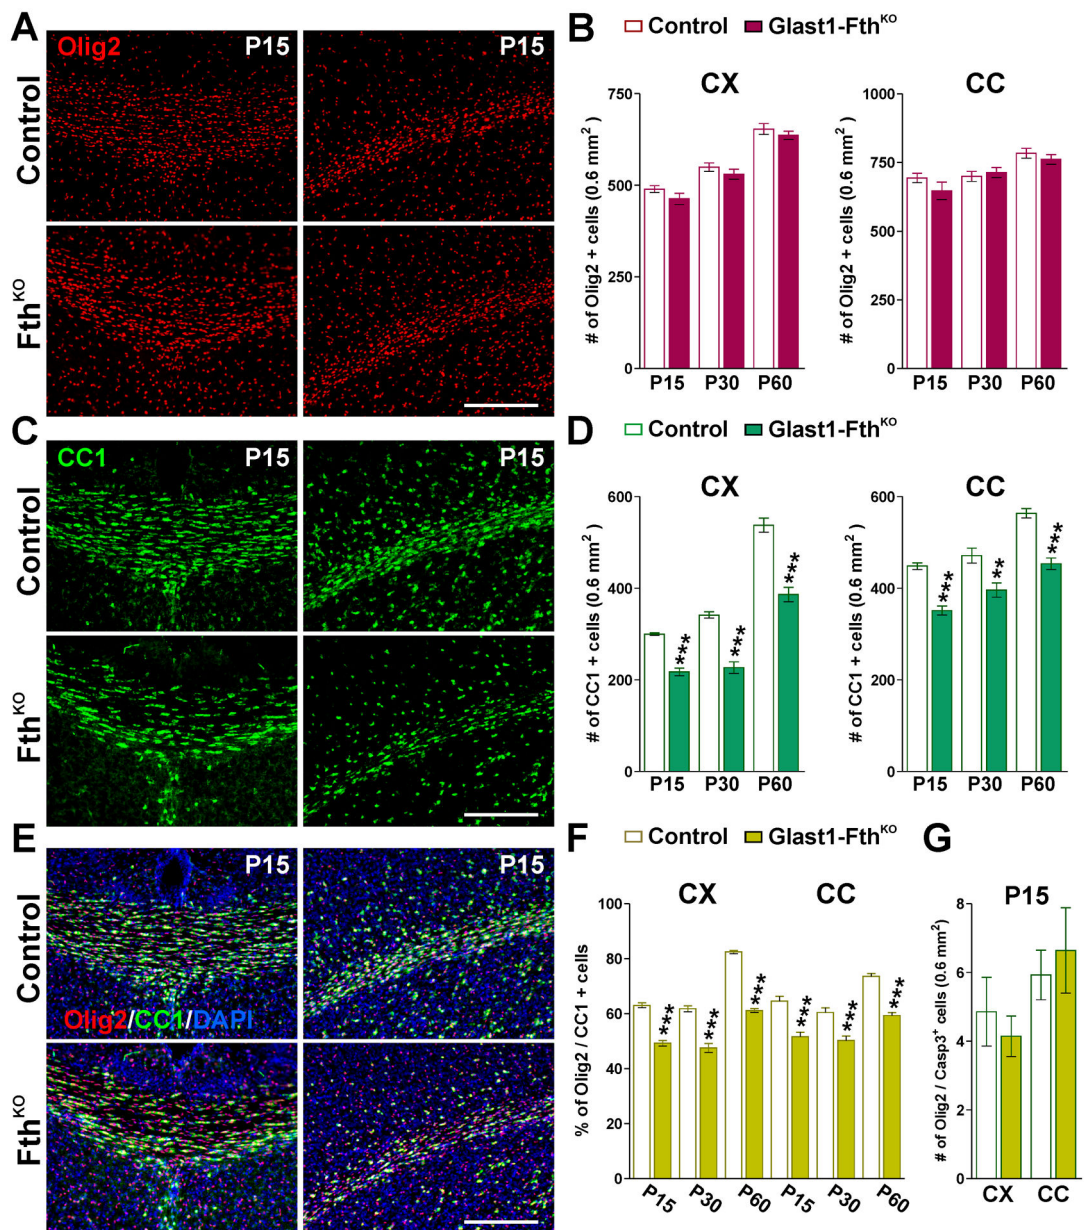 A
Olig2
P15
P15
Control
Fth^KO
B
Control
Glast1-Fth^KO
CX
CC
# of Olig2 + cells (0.6 mm²)
750
500
250
0
P15 P30 P60
# of Olig2 + cells (0.6 mm²)
1000
750
500
250
0
P15 P30 P60
C
CC1
P15
P15
Control
Fth^KO
D
Control
Glast1-Fth^KO
CX
CC
# of CC1 + cells (0.6 mm²)
600
400
200
0
***
***
***
P15 P30 P60
# of CC1 + cells (0.6 mm²)
600
400
200
0
***
**
***
P15 P30 P60
E
P15
P15
Control
Olig2/CC1/DAPI
Fth^KO
F
Control
Glast1-Fth^KO
CX
CC
% of Olig2 / CC1 + cells
100
80
60
40
20
0
***
***
***
***
***
***
P15 P30 P60 P15 P30 P60
G
P15
# of Olig2 / Casp3⁺ cells (0.6 mm²)
8
6
4
2
0
CX CC